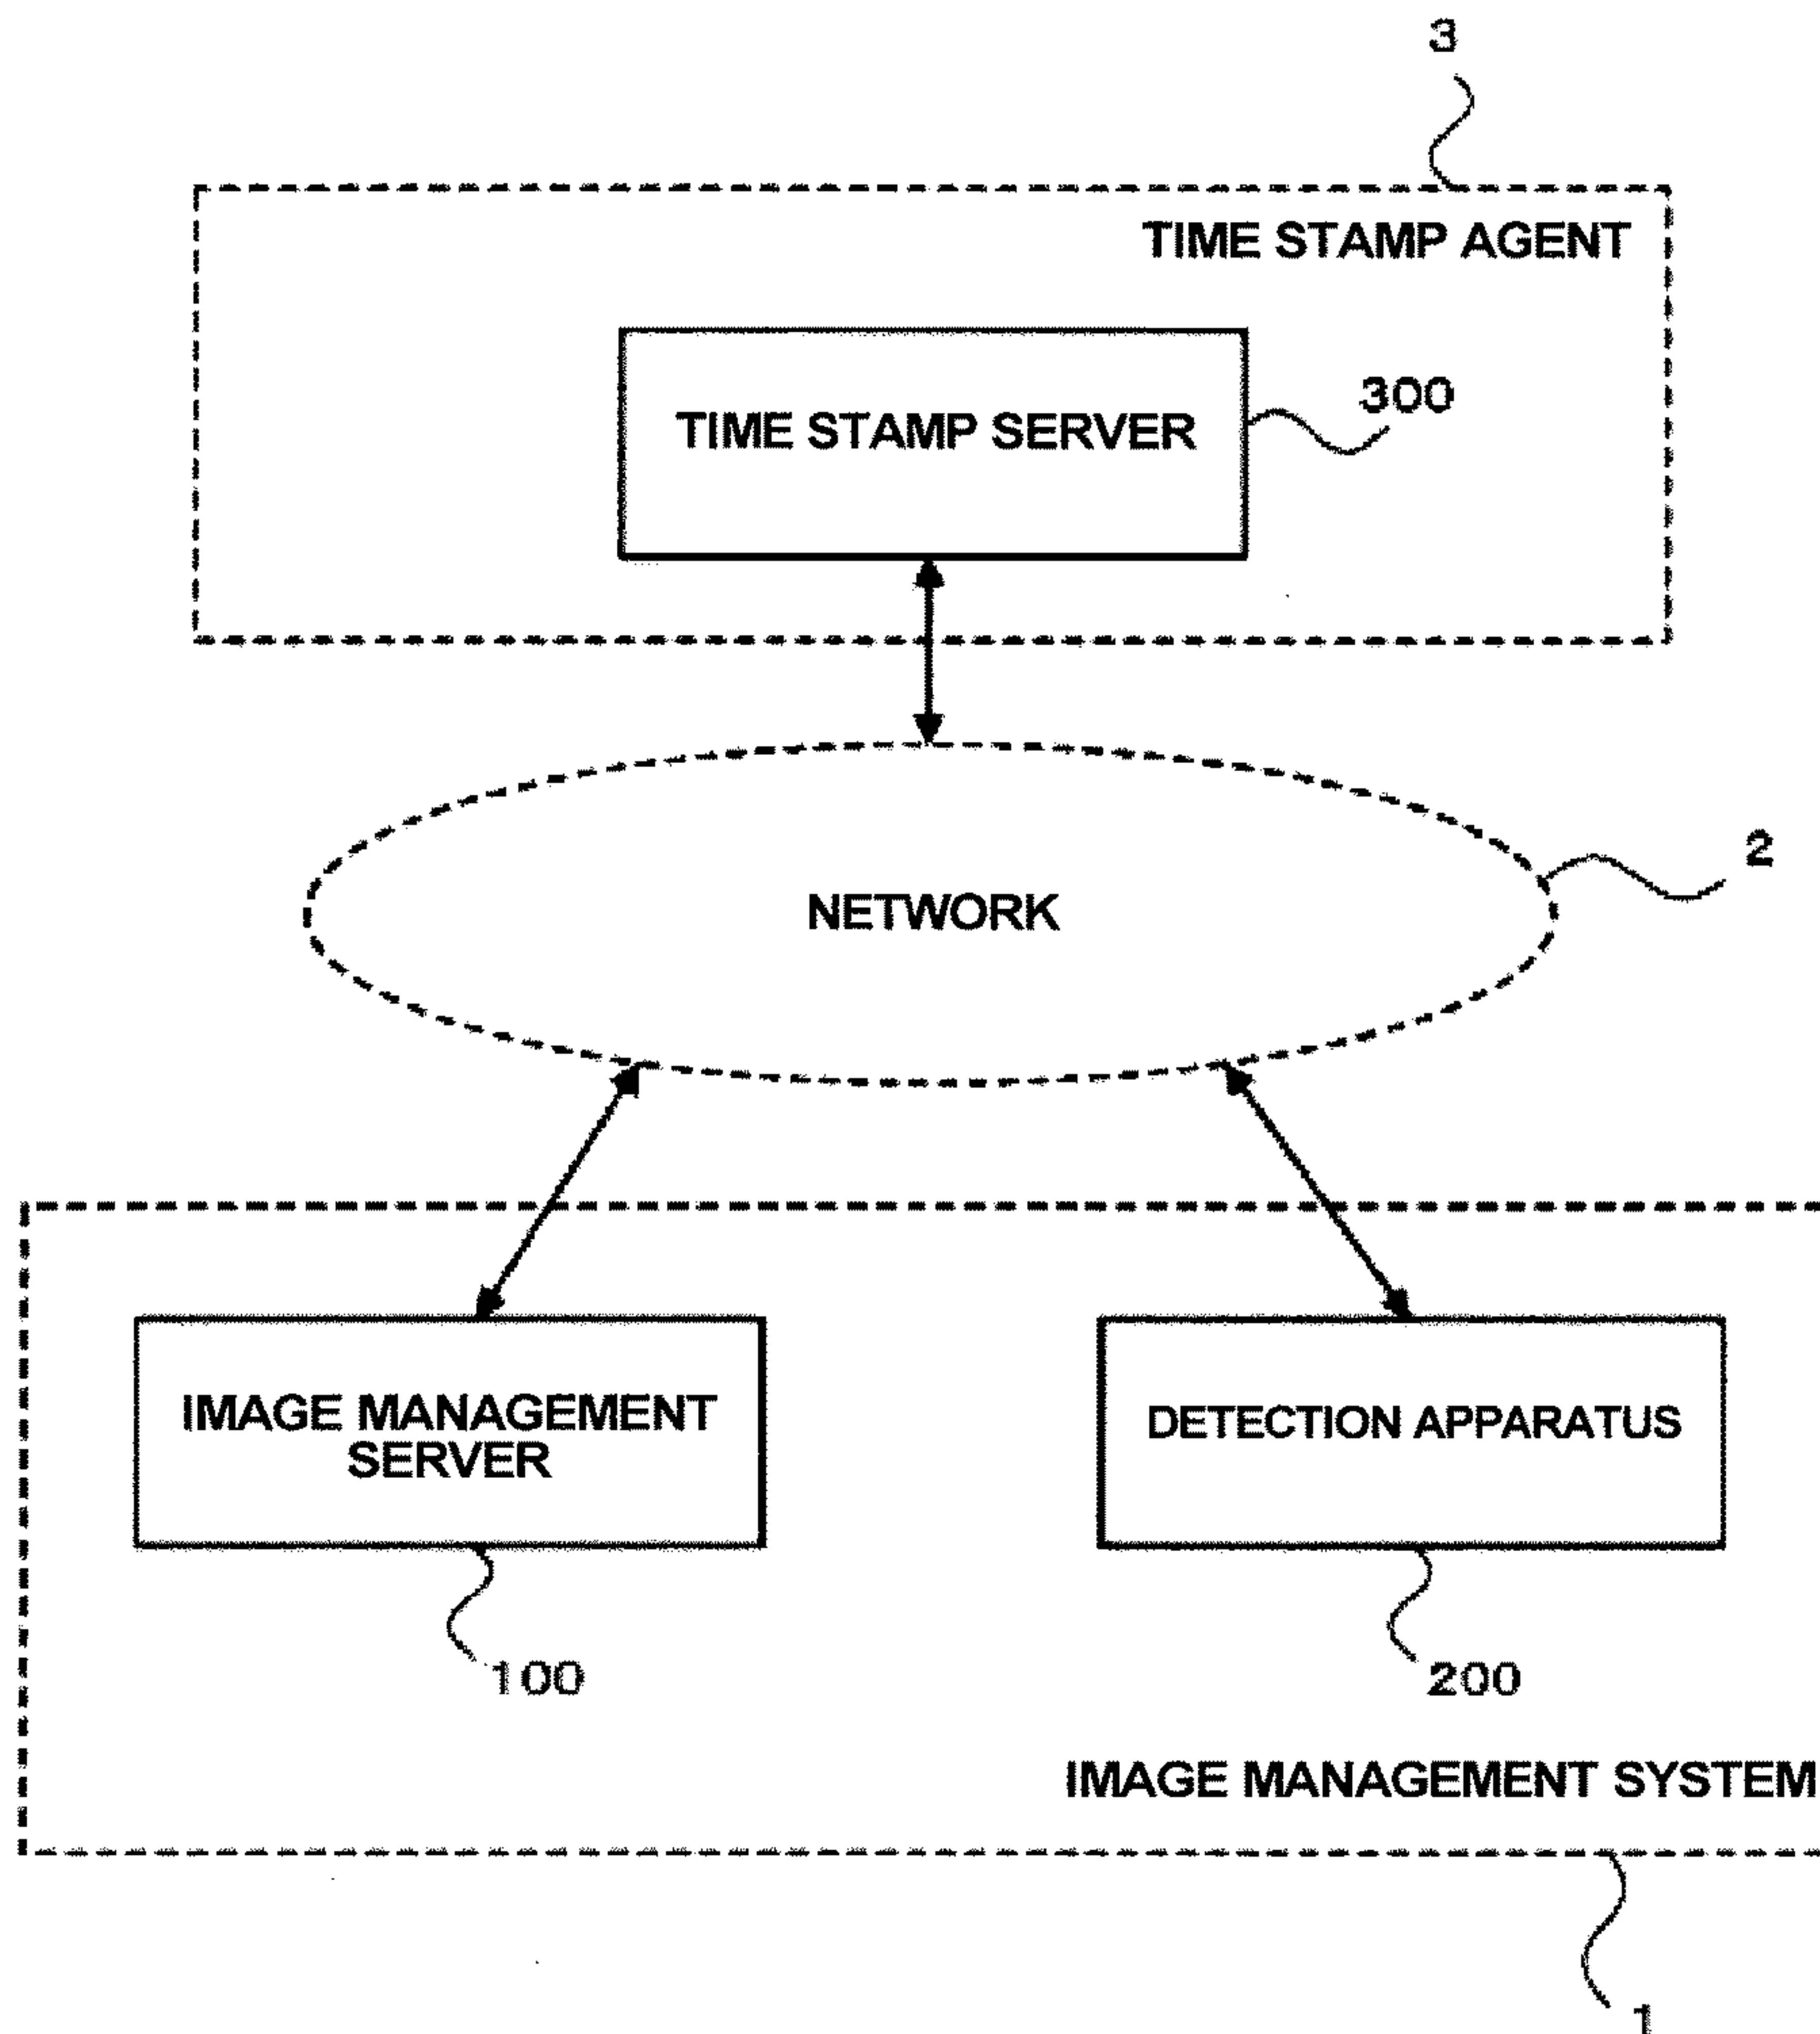 3
TIME STAMP AGENT
TIME STAMP SERVER
300
2
NETWORK
IMAGE MANAGEMENT
SERVER
DETECTION APPARATUS
100
200
IMAGE MANAGEMENT SYSTEM
1